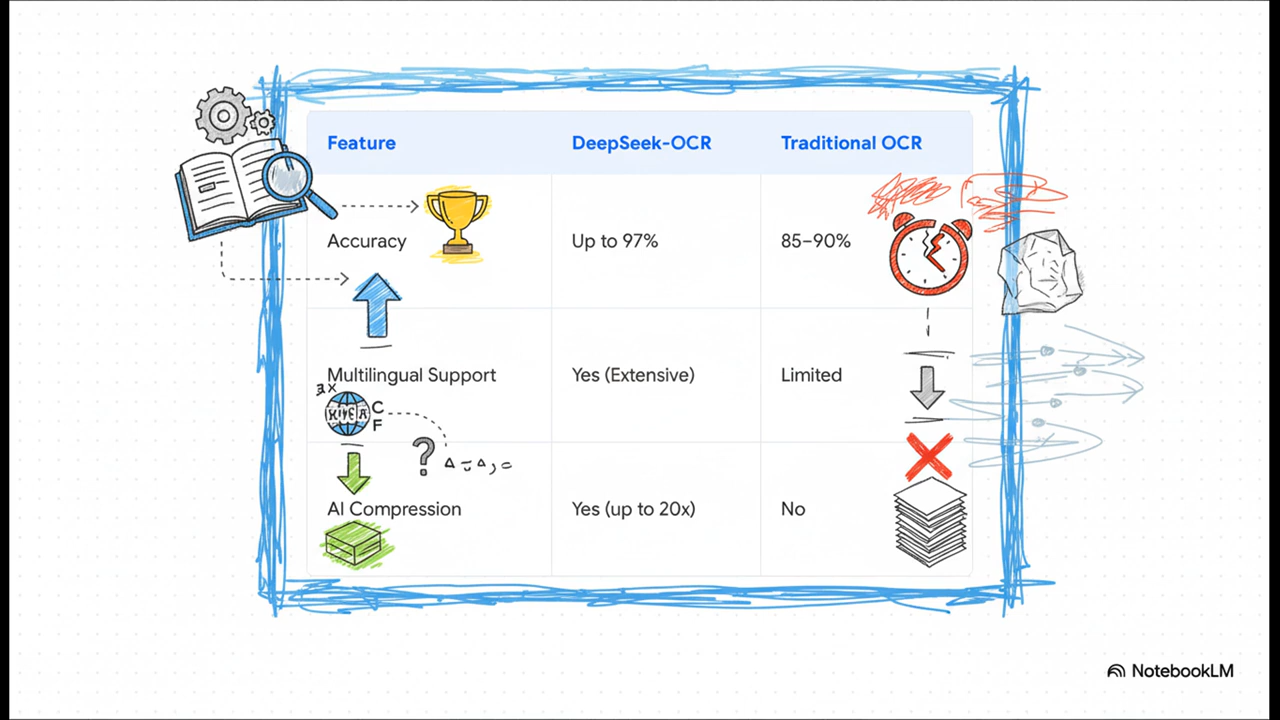 Feature DeepSeek-OCR Traditional OCR
Accuracy Up to 97% 85–90%
Multilingual Support Yes (Extensive) Limited
C
F
?
AI Compression Yes (up to 20x) No
NotebookLM